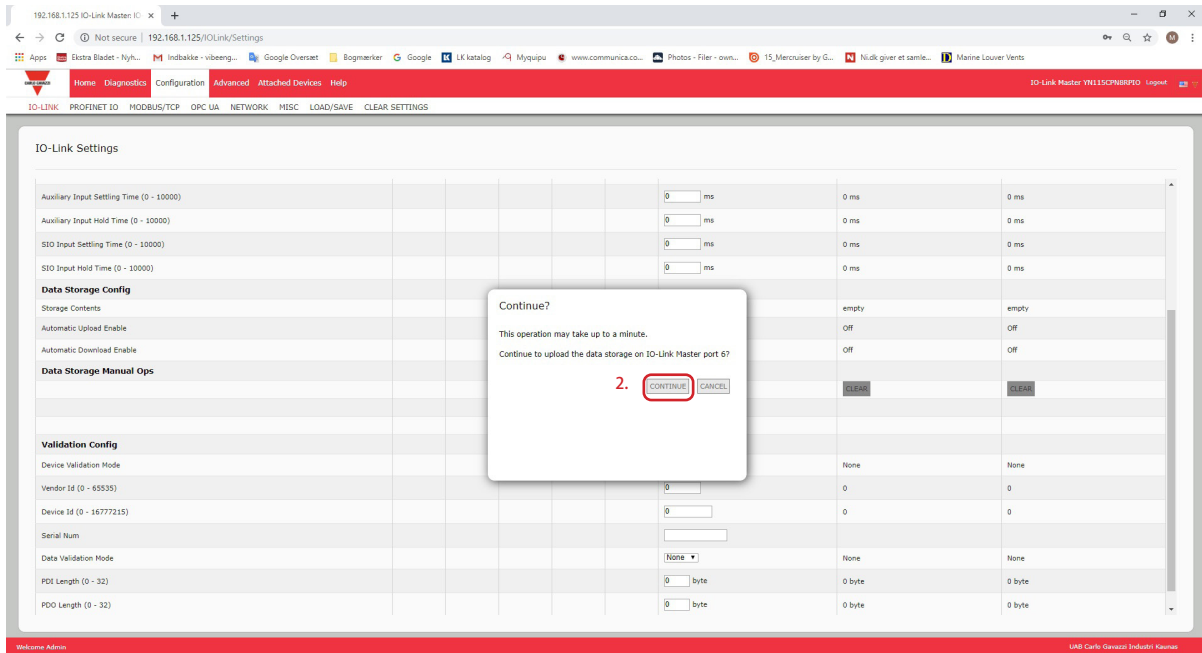 192.168.1.125 IO-Link Master: IO
Not secure | 192.168.1.125/IOLink/Settings
Apps Ekstra Bladet - Nyh... Indbakke - vibeeng... Google Oversæt Bogmærker Google LK katalog Myquipu www.communica.co... Photos - Filer - own... 15_Mercruiser by G... Ni.dk giver et samle... Marine Louver Vents
CARLO GAVAZZI Home Diagnostics Configuration Advanced Attached Devices Help IO-Link Master YN115CPN8RPIO Logout
IO-LINK PROFINET IO MODBUS/TCP OPC UA NETWORK MISC LOAD/SAVE CLEAR SETTINGS
IO-Link Settings
Auxiliary Input Settling Time (0 - 10000) 0 ms 0 ms 0 ms
Auxiliary Input Hold Time (0 - 10000) 0 ms 0 ms 0 ms
SIO Input Settling Time (0 - 10000) 0 ms 0 ms 0 ms
SIO Input Hold Time (0 - 10000) 0 ms 0 ms 0 ms
Data Storage Config
Storage Contents empty empty
Automatic Upload Enable Off Off
Automatic Download Enable Off Off
Data Storage Manual Ops
CLEAR CLEAR
Continue?
This operation may take up to a minute.
Continue to upload the data storage on IO-Link Master port 6?
2. CONTINUE CANCEL
Validation Config
Device Validation Mode None None
Vendor Id (0 - 65535) 0 0 0
Device Id (0 - 16777215) 0 0 0
Serial Num
Data Validation Mode None None None
PDI Length (0 - 32) 0 byte 0 byte 0 byte
PDO Length (0 - 32) 0 byte 0 byte 0 byte
Welcome Admin UAB Carlo Gavazzi Industri Kaunas